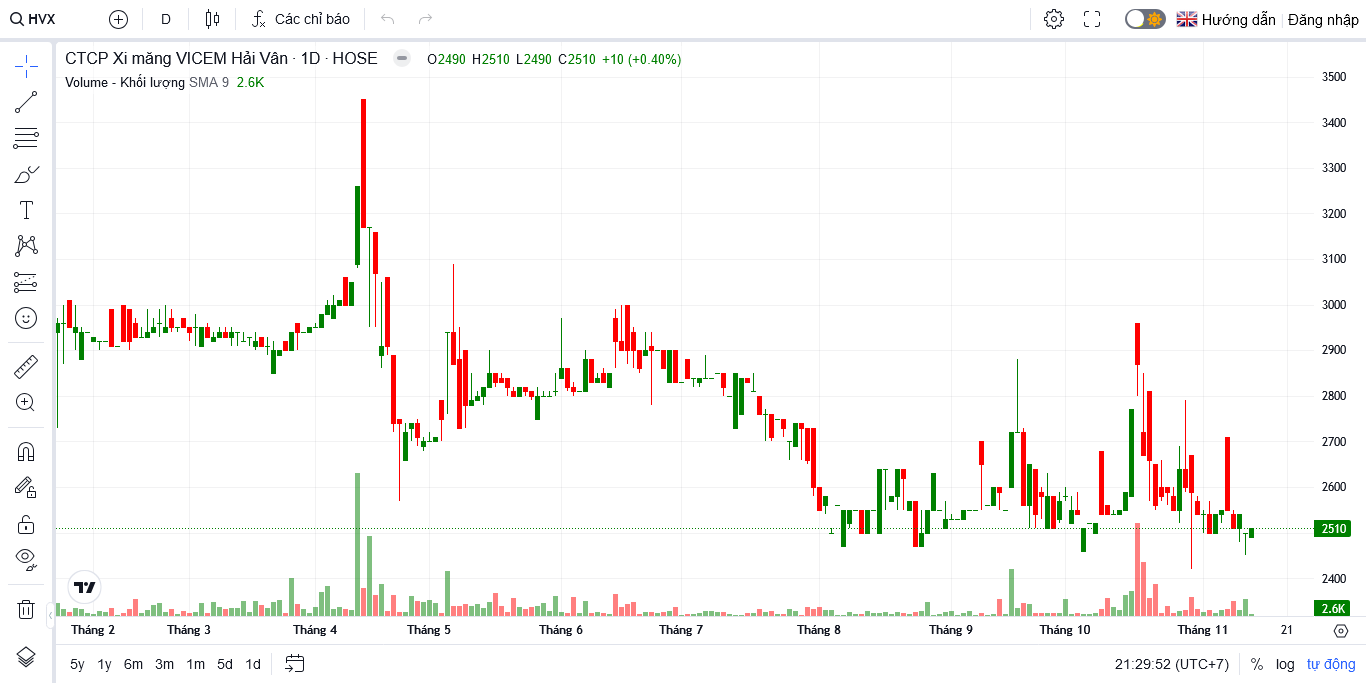 HVX D Các chỉ báo Hướng dẫn Đăng nhập
CTCP Xi măng VICEM Hải Vân · 1D · HOSE O2490 H2510 L2490 C2510 +10 (+0.40%)
Volume - Khối lượng SMA 9 2.6K
3500
3400
3300
3200
3100
3000
2900
2800
2700
2600
2510
2400
2.6K
Tháng 2 Tháng 3 Tháng 4 Tháng 5 Tháng 6 Tháng 7 Tháng 8 Tháng 9 Tháng 10 Tháng 11 21
5y 1y 6m 3m 1m 5d 1d 21:29:52 (UTC+7) % log tự động